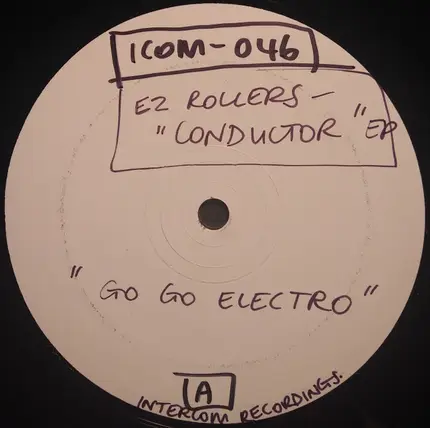 ICOM-046
EZ ROLLERS -
"CONDUCTOR" EP
"GO GO ELECTRO"
A
INTERCOM RECORDINGS.